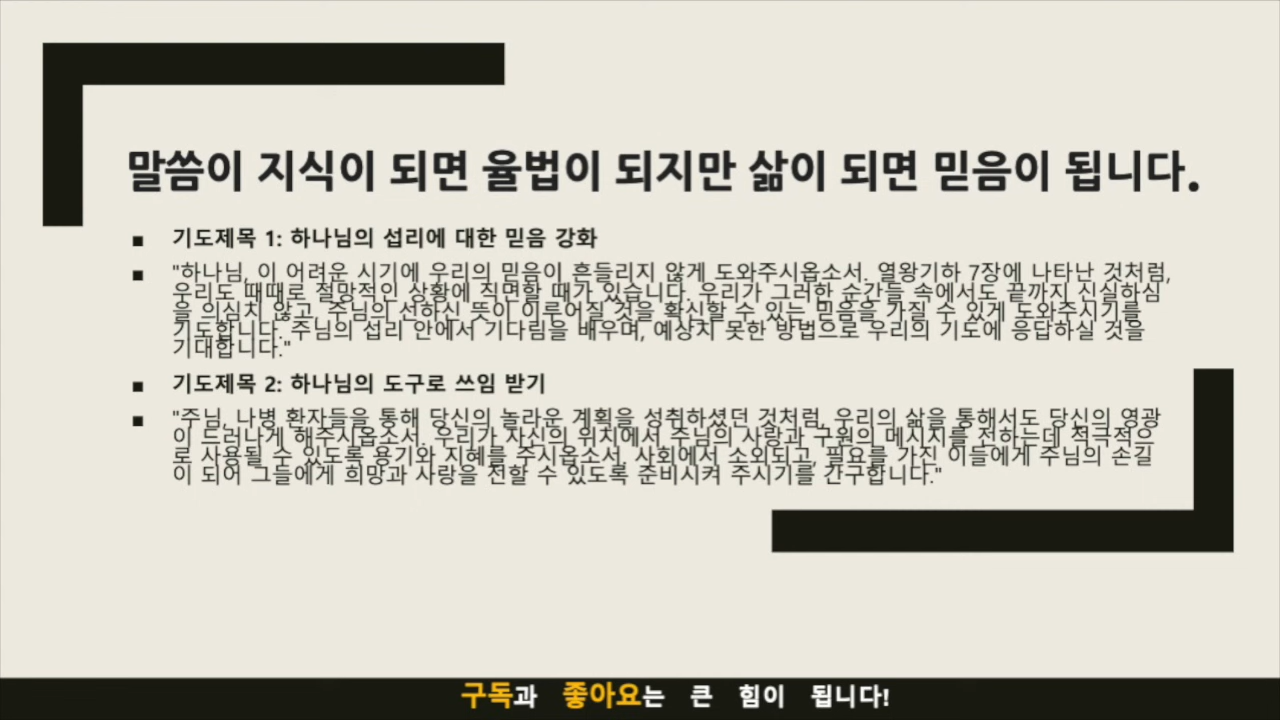 말씀이 지식이 되면 율법이 되지만 삶이 되면 믿음이 됩니다.
■ 기도제목 1: 하나님의 섭리에 대한 믿음 강화
■ "하나님, 이 어려운 시기에 우리의 믿음이 흔들리지 않게 도와주시옵소서. 열왕기하 7장에 나타난 것처럼,
우리도 때때로 절망적인 상황에 직면할 때가 있습니다. 우리가 그러한 순간들 속에서도 끝까지 신실하심
을 의심치 않고, 주님의 선하신 뜻이 이루어질 것을 확신할 수 있는 믿음을 가질 수 있게 도와주시기를
기도합니다. 주님의 섭리 안에서 기다림을 배우며, 예상치 못한 방법으로 우리의 기도에 응답하실 것을
기대합니다."
■ 기도제목 2: 하나님의 도구로 쓰임 받기
■ "주님, 나병 환자들을 통해 당신의 놀라운 계획을 성취하셨던 것처럼, 우리의 삶을 통해서도 당신의 영광
이 드러나게 해주시옵소서. 우리가 자신의 위치에서 주님의 사랑과 구원의 메시지를 전하는데 적극적으
로 사용될 수 있도록 용기와 지혜를 주시옵소서. 사회에서 소외되고, 필요를 가진 이들에게 주님의 손길
이 되어 그들에게 희망과 사랑을 전할 수 있도록 준비시켜 주시기를 간구합니다."
구독과 좋아요는 큰 힘이 됩니다!